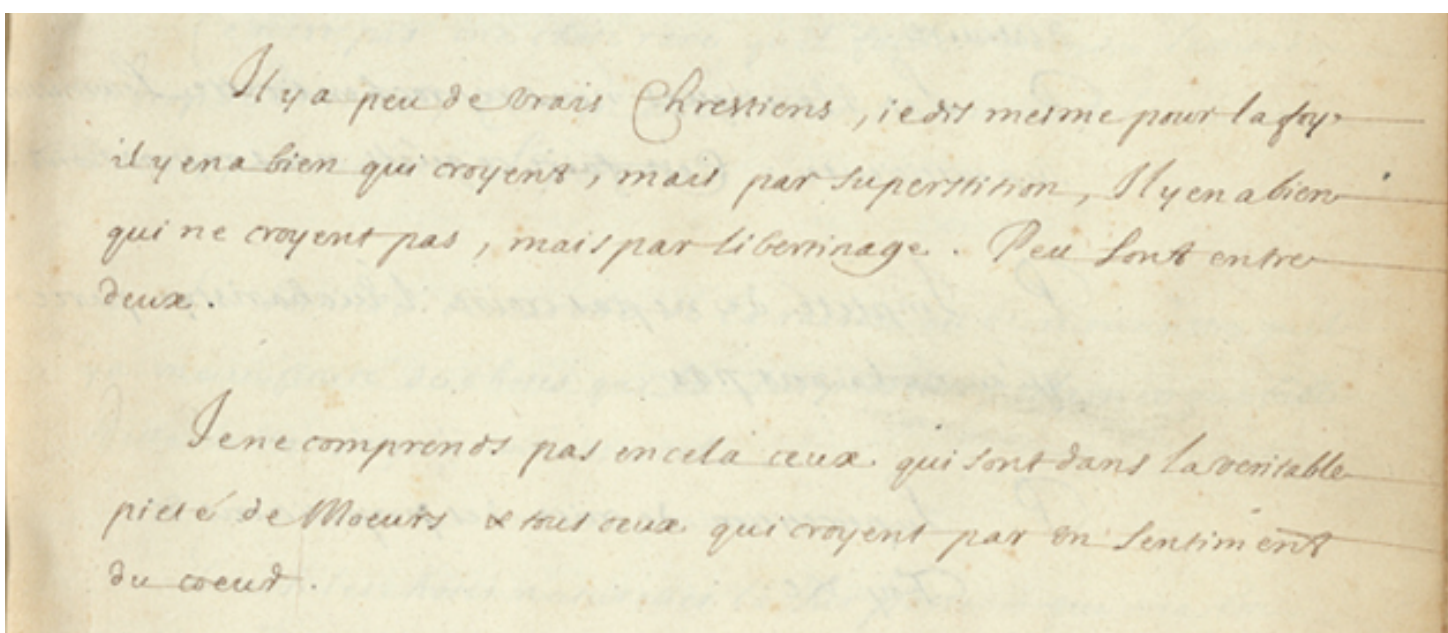 Il y a peu de vrais Chrestiens, ie dis mesme pour la foy
il y en a bien qui croyent, mais par superstition, Il y en a bien
qui ne croyent pas, mais par libertinage. Peu sont entre
deux.
Je ne comprends pas en cela ceux qui sont dans la veritable
pieté de Moeurs & tous ceux qui croyent par un sentiment
du coeur.